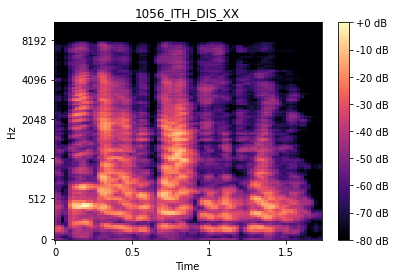 1056_ITH_DIS_XX
Hz
8192
4096
2048
1024
512
0
0
0.5
1
1.5
Time
+0 dB
-10 dB
-20 dB
-30 dB
-40 dB
-50 dB
-60 dB
-70 dB
-80 dB